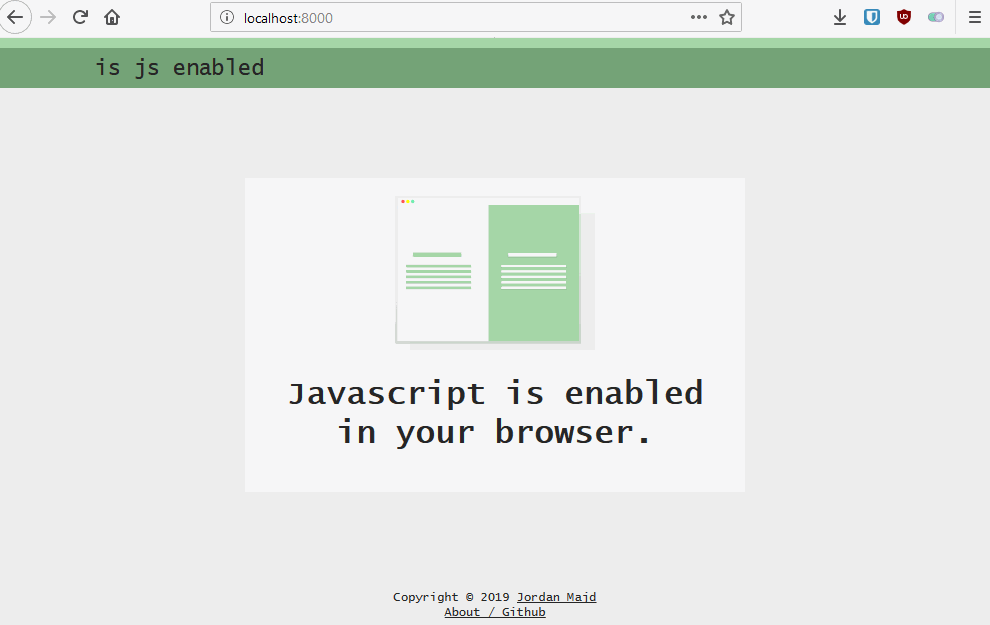 localhost:8000
is js enabled
Javascript is enabled
in your browser.
Copyright © 2019 Jordan Majd
About / Github